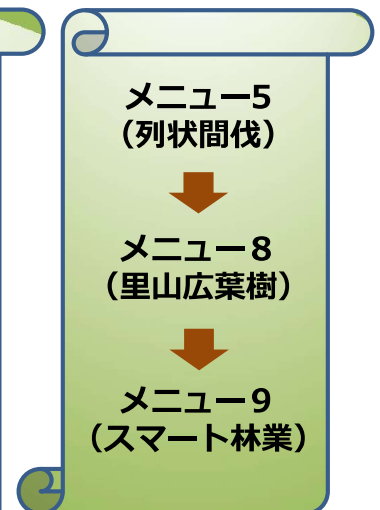 メニュー5
（列状間伐）
メニュー８
（里山広葉樹）
メニュー９
（スマート林業）